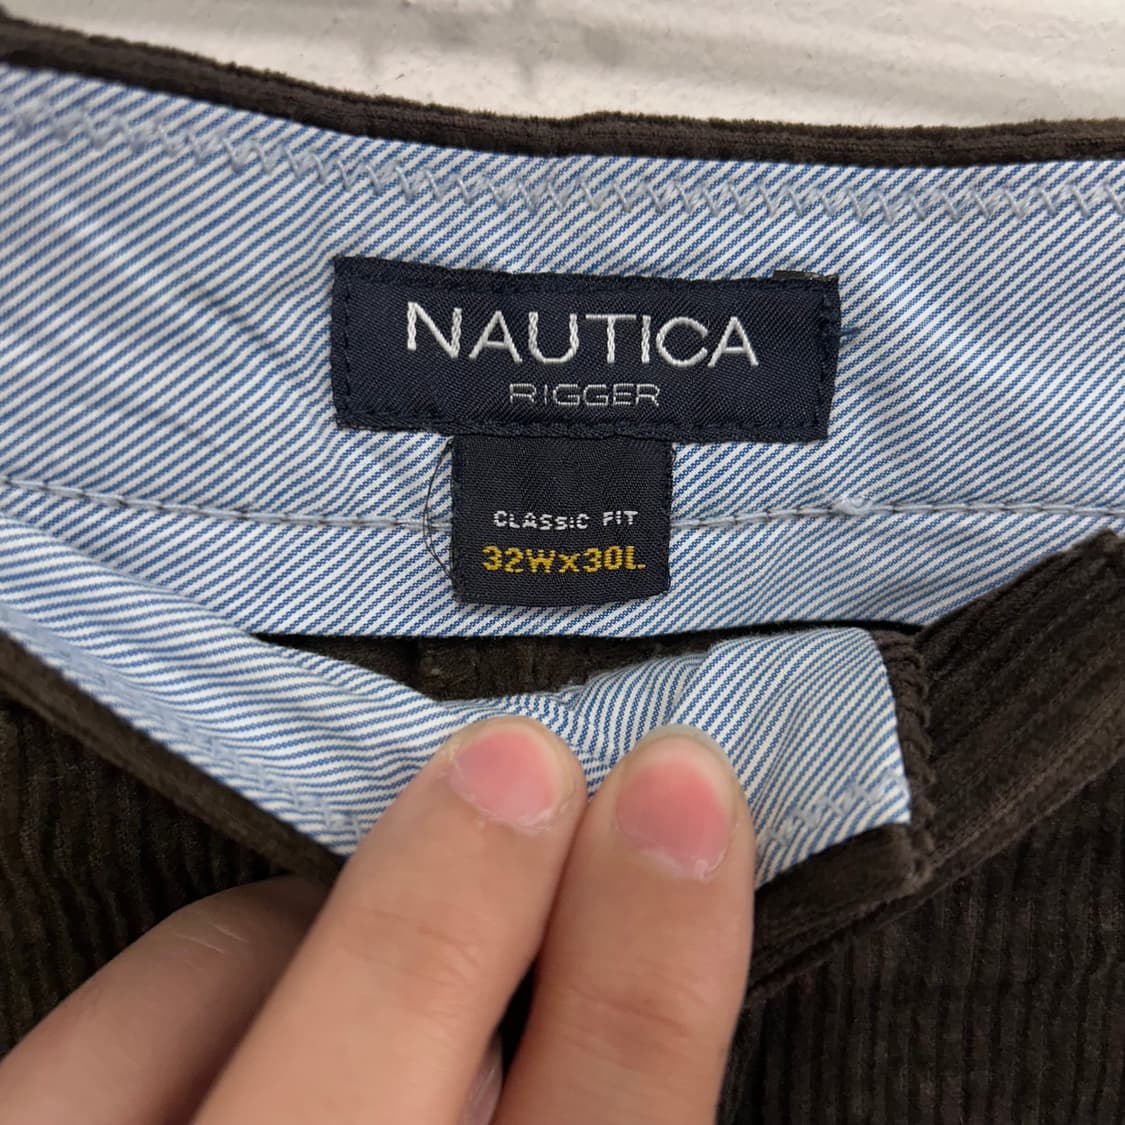 NAUTICA
RIGGER
CLASSIC FIT
32WX30L